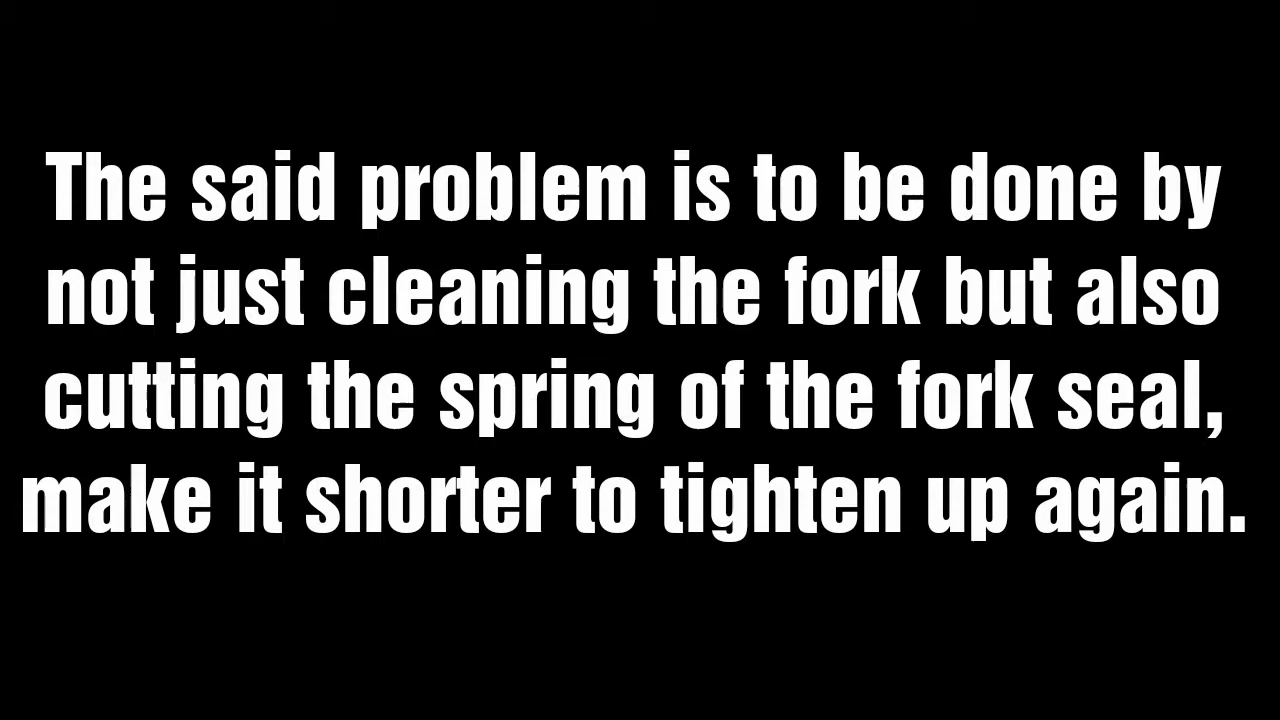 The said problem is to be done by
not just cleaning the fork but also
cutting the spring of the fork seal,
make it shorter to tighten up again.